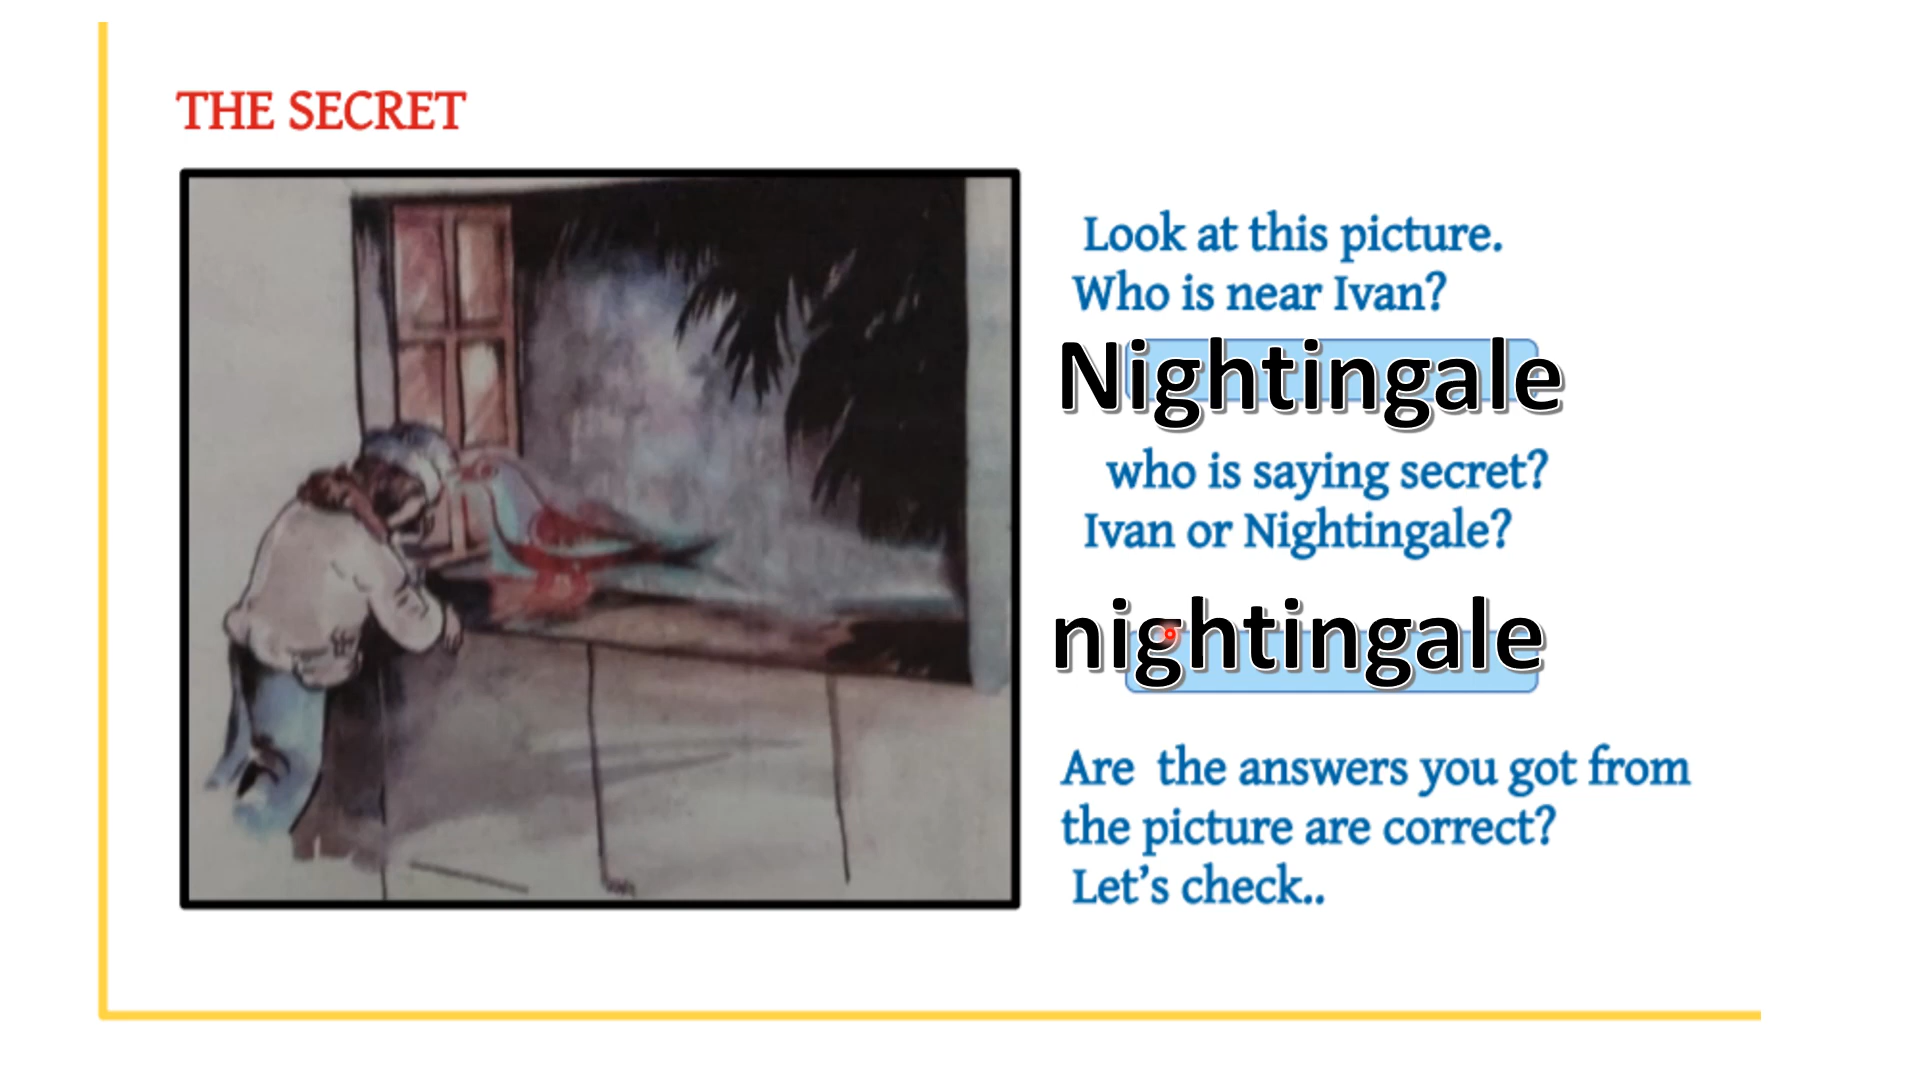 THE SECRET
Look at this picture.
Who is near Ivan?
Nightingale
who is saying secret?
Ivan or Nightingale?
nightingale
Are the answers you got from
the picture are correct?
Let's check..